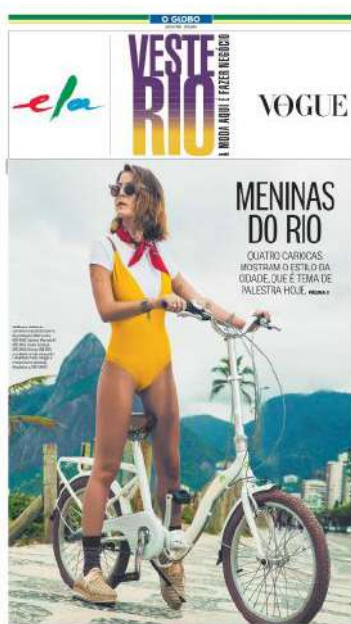 O GLOBO
ela
VESTE
RIO
A MODA AQUI É FAZER NEGÓCIO
VOGUE
MENINAS
DO RIO
QUATRO CARIOCAS
MOSTRAM O ESTILO DA
CIDADE, QUE É TEMA DE
PALESTRA HOJE.